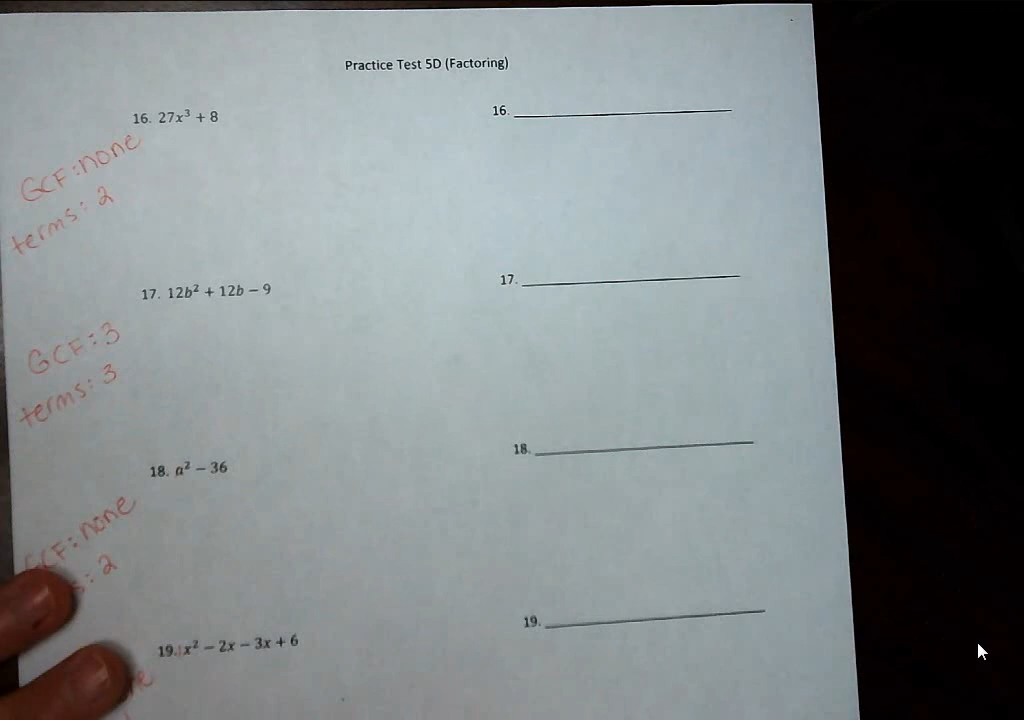 Practice Test 5D (Factoring)
16. 27x³ + 8
16.
GCF: none
terms: 2
17. 12b² + 12b − 9
17.
GCF: 3
terms: 3
18. a² − 36
18.
GCF: none
s: 2
19. x² − 2x − 3x + 6
19.